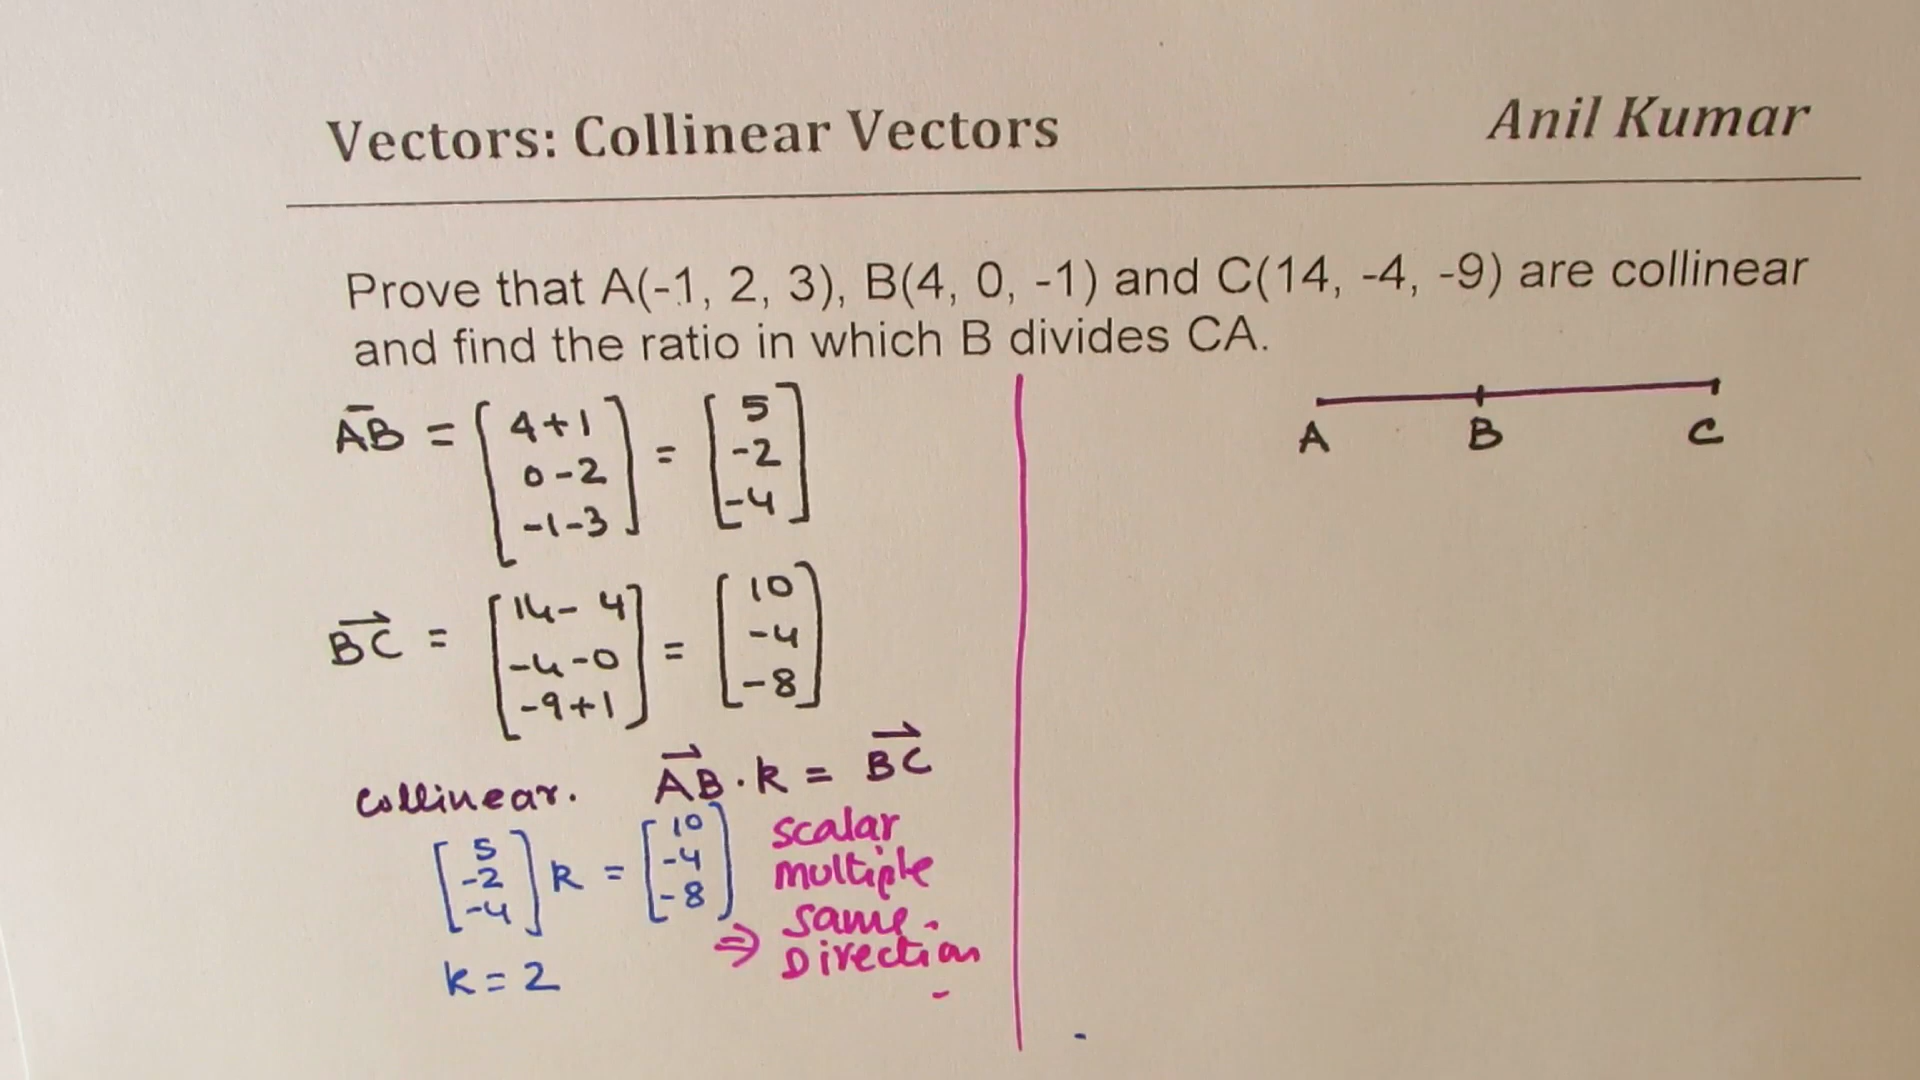 Vectors: Collinear Vectors
Anil Kumar
Prove that A(-1, 2, 3), B(4, 0, -1) and C(14, -4, -9) are collinear
and find the ratio in which B divides CA.
AB = [4+1 0-2 -1-3] = [5 -2 -4]
BC = [14-4 -4-0 -9+1] = [10 -4 -8]
Collinear. AB · k = BC
[5 -2 -4] k = [10 -4 -8]
k = 2
scalar
multiple
same
⇒ Direction
A B C